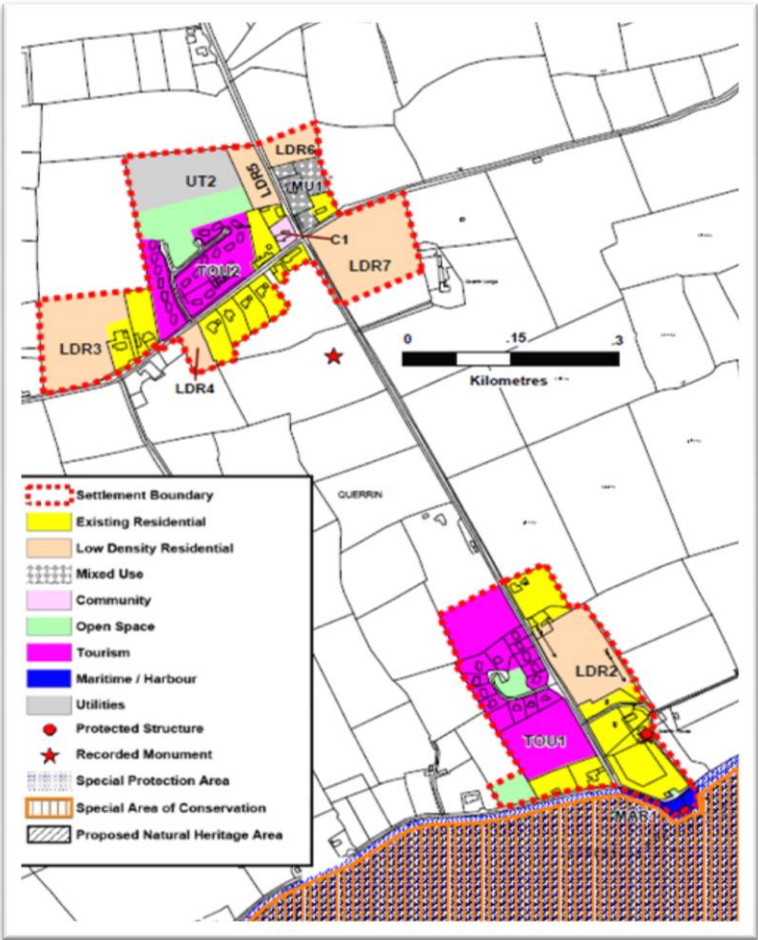 LDR6
UT2
LDR5
MU1
C1
TOU2
LDR7
LDR3
LDR4
0 .15 .3
Kilometres
QUERRIN
LDR2
TOU1
MAR1
Settlement Boundary
Existing Residential
Low Density Residential
Mixed Use
Community
Open Space
Tourism
Maritime / Harbour
Utilities
Protected Structure
Recorded Monument
Special Protection Area
Special Area of Conservation
Proposed Natural Heritage Area